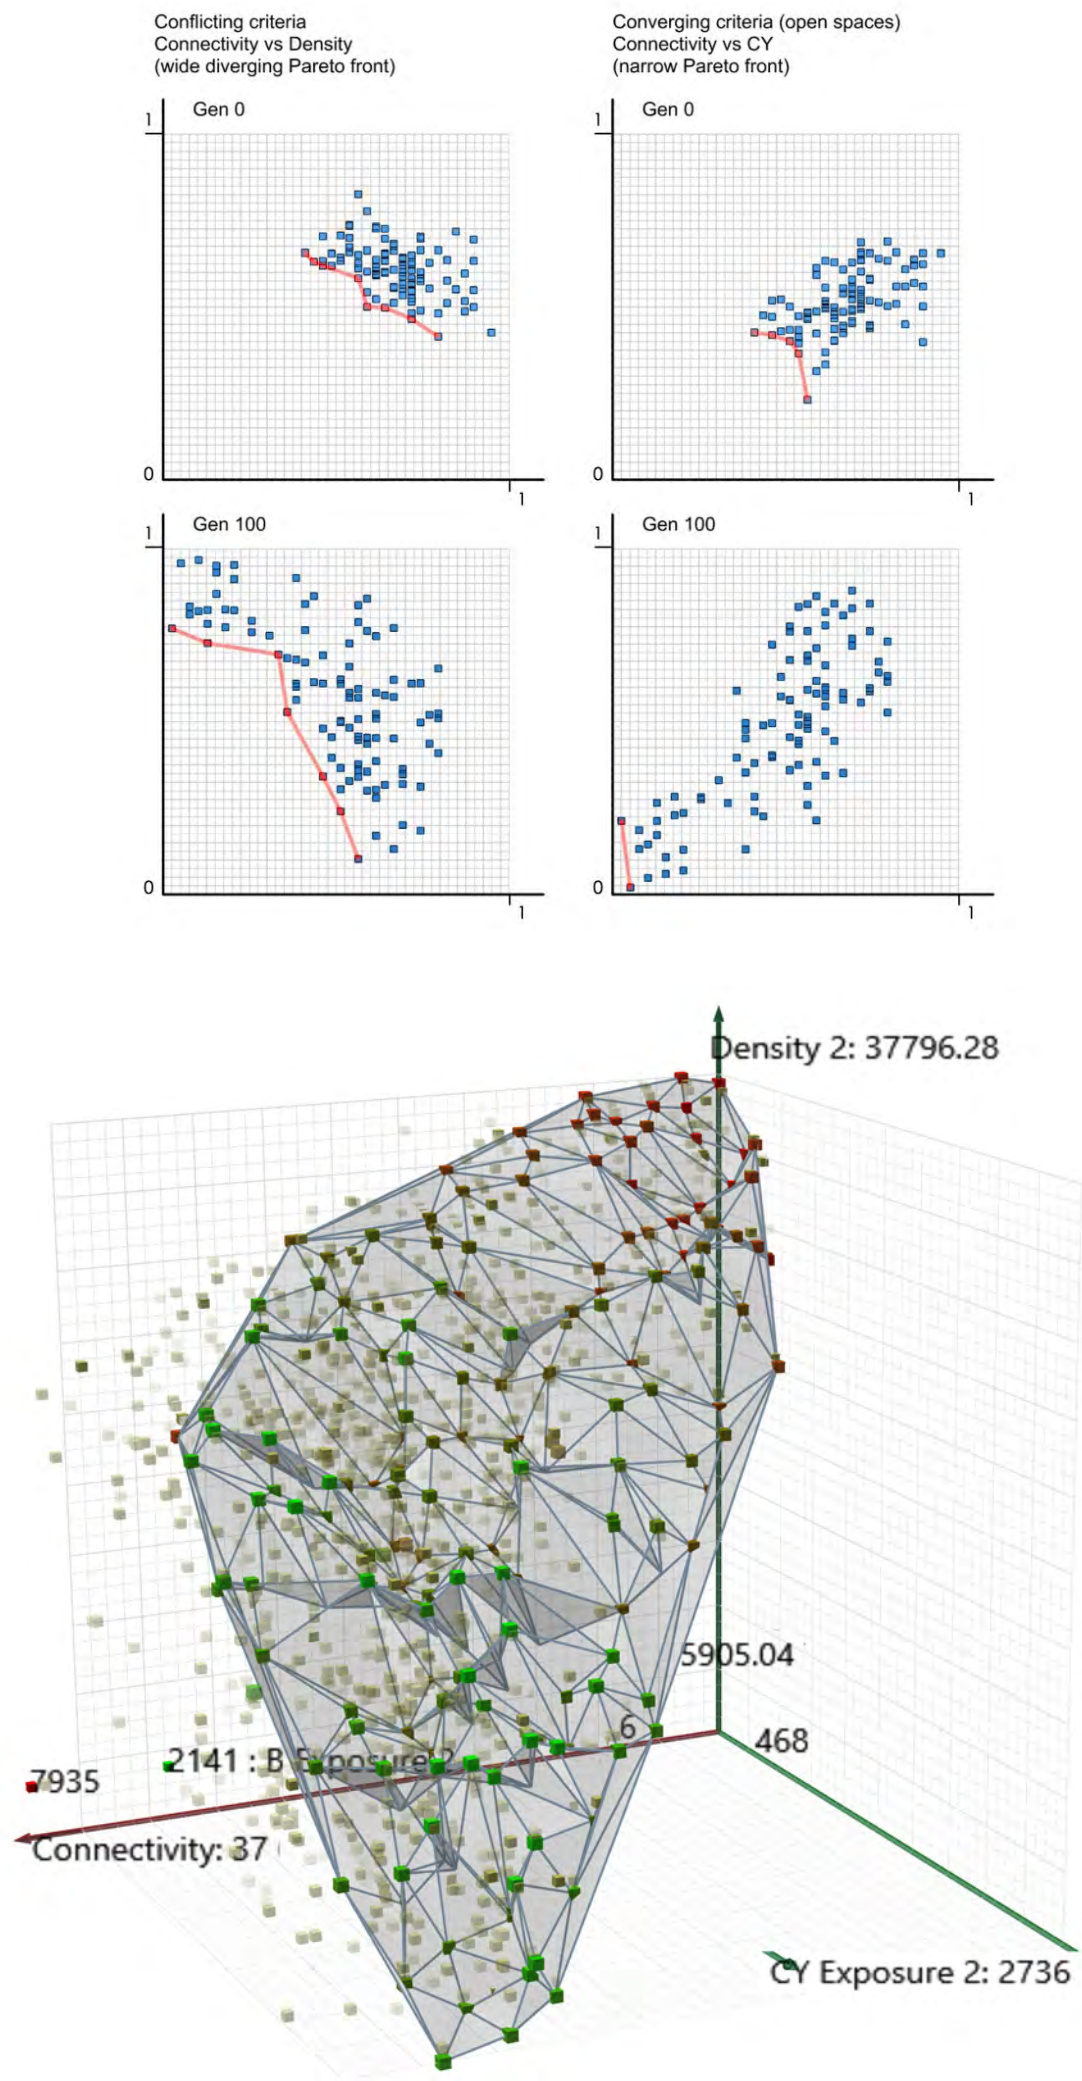 Conflicting criteria
Connectivity vs Density
(wide diverging Pareto front)
Converging criteria (open spaces)
Connectivity vs CY
(narrow Pareto front)
Gen 0
1
0
1
Gen 0
1
0
1
Gen 100
1
0
1
Gen 100
1
0
1
Density 2: 37796.28
5905.04
6
468
2141 : B Exposure 2
7935
Connectivity: 37
CY Exposure 2: 2736